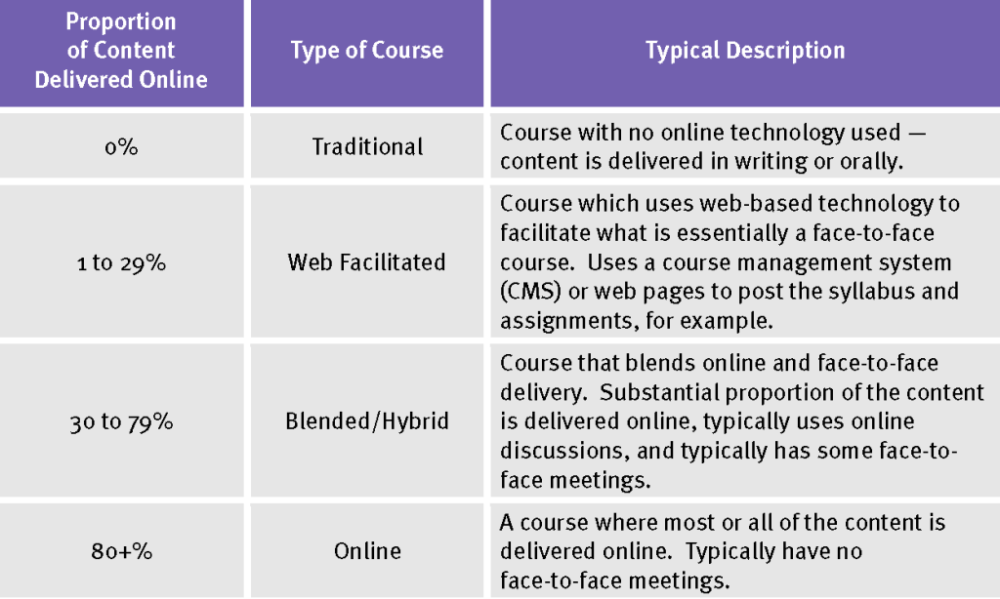 Proportion
of Content
Delivered Online
Type of Course
Typical Description
0%
Traditional
Course with no online technology used —
content is delivered in writing or orally.
1 to 29%
Web Facilitated
Course which uses web-based technology to
facilitate what is essentially a face-to-face
course.  Uses a course management system
(CMS) or web pages to post the syllabus and
assignments, for example.
30 to 79%
Blended/Hybrid
Course that blends online and face-to-face
delivery.  Substantial proportion of the content
is delivered online, typically uses online
discussions, and typically has some face-to-
face meetings.
80+%
Online
A course where most or all of the content is
delivered online.  Typically have no
face-to-face meetings.